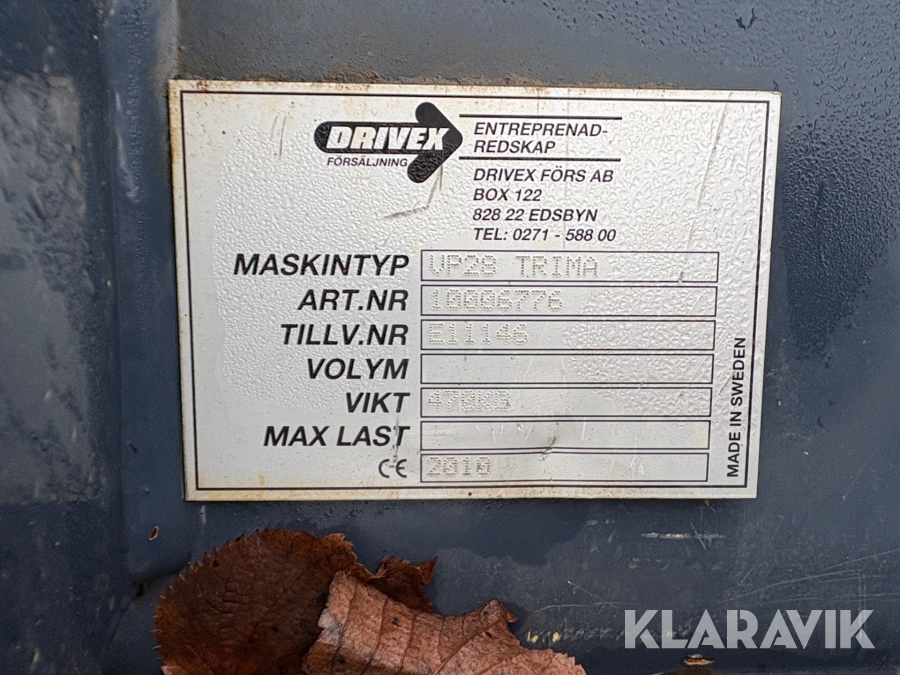 DRIVEX
FÖRSÄLJNING
ENTREPRENAD-
REDSKAP
DRIVEX FÖRS AB
BOX 122
828 22 EDSBYN
TEL: 0271 - 588 00
MASKINTYP VP28 TRIMA
ART.NR 10006776
TILLV.NR E11146
VOLYM
VIKT 470KG
MAX LAST
CE 2010
MADE IN SWEDEN
KLARAVIK